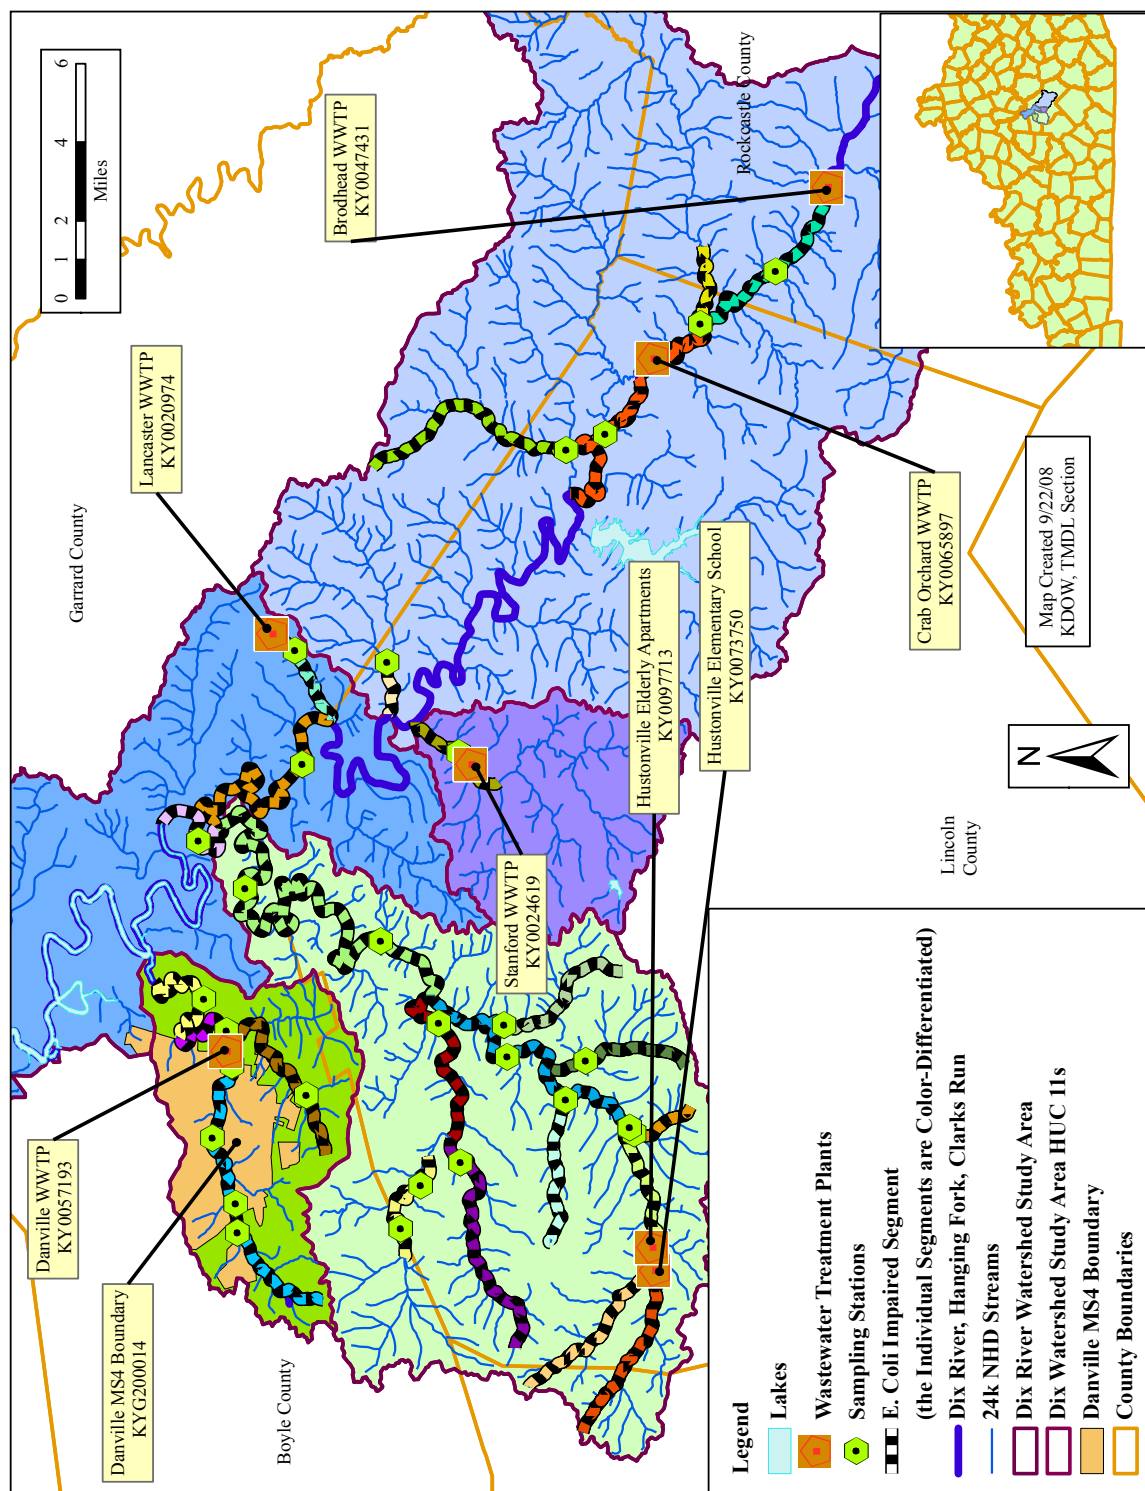 Danville MS4 Boundary
KYG200014
Danville WWTP
KY0057193
Lancaster WWTP
KY0020974
Brodhead WWTP
KY0047431
Stanford WWTP
KY0024619
Hustonville Elderly Apartments
KY0097713
Hustonville Elementary School
KY0073750
Crab Orchard WWTP
KY0065897
Boyle County
Garrard County
Rockcastle County
Lincoln
County
0 1 2 4 6
Miles
N
Map Created 9/22/08
KDOW, TMDL Section
Legend
Lakes
Wastewater Treatment Plants
Sampling Stations
E. Coli Impaired Segment
(the Individual Segments are Color-Differentiated)
Dix River, Hanging Fork, Clarks Run
24k NHD Streams
Dix River Watershed Study Area
Dix Watershed Study Area HUC 11s
Danville MS4 Boundary
County Boundaries